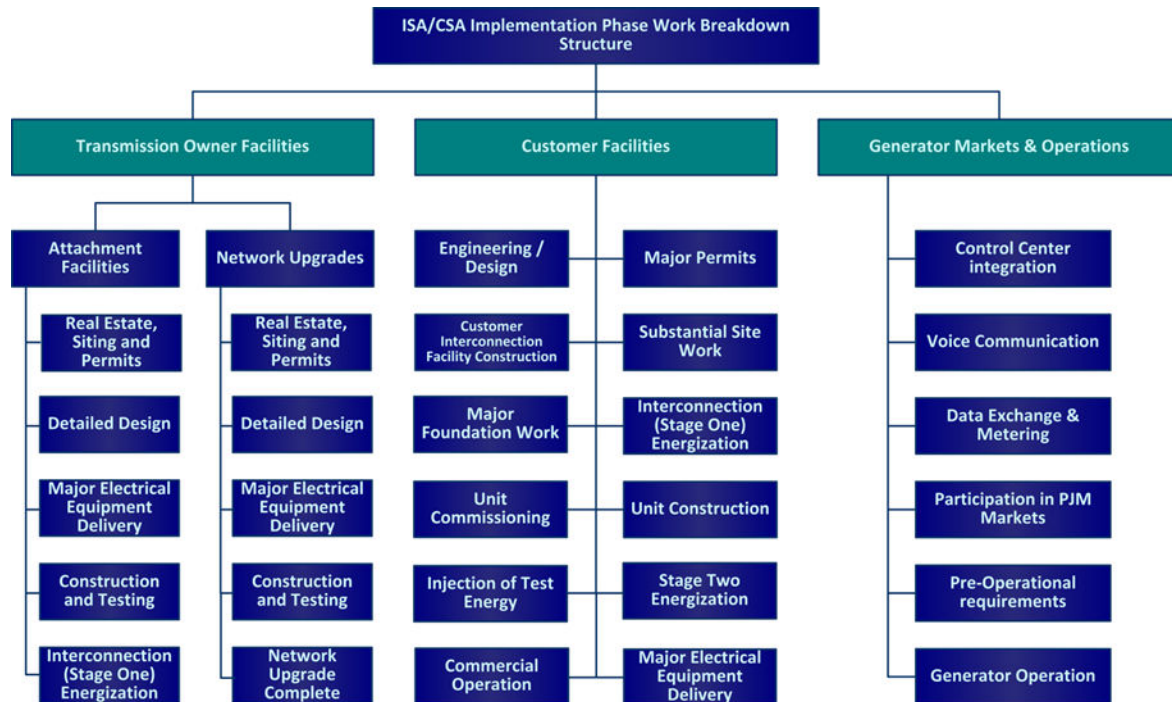 ISA/CSA Implementation Phase Work Breakdown
Structure
Transmission Owner Facilities
Customer Facilities
Generator Markets & Operations
Attachment
Facilities
Real Estate,
Siting and
Permits
Detailed Design
Major Electrical
Equipment
Delivery
Construction
and Testing
Interconnection
(Stage One)
Energization
Network Upgrades
Real Estate,
Siting and
Permits
Detailed Design
Major Electrical
Equipment
Delivery
Construction
and Testing
Network
Upgrade
Complete
Engineering /
Design
Major Permits
Customer
Interconnection
Facility Construction
Substantial Site
Work
Major
Foundation Work
Interconnection
(Stage One)
Energization
Unit
Commissioning
Unit Construction
Injection of Test
Energy
Stage Two
Energization
Commercial
Operation
Major Electrical
Equipment
Delivery
Control Center
integration
Voice Communication
Data Exchange &
Metering
Participation in PJM
Markets
Pre-Operational
requirements
Generator Operation